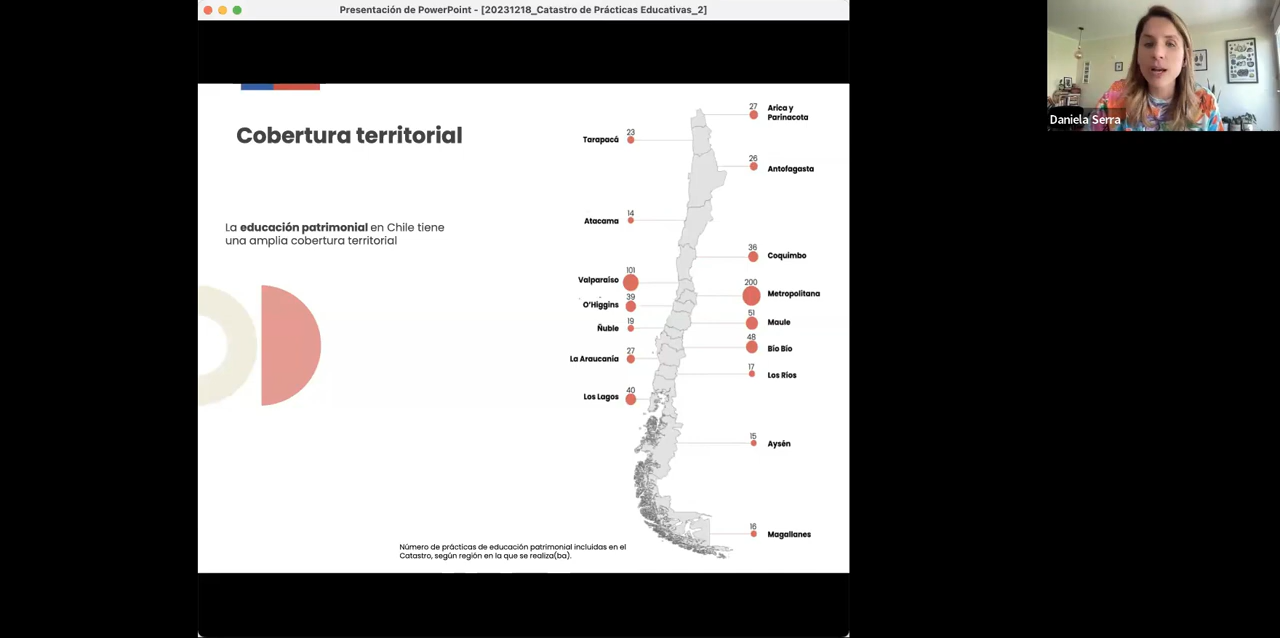 Presentación de PowerPoint - [20231218_Catastro de Prácticas Educativas_2]
Daniela Serra
Cobertura territorial
La educación patrimonial en Chile tiene
una amplia cobertura territorial
27
Arica y
Parinacota
23
Tarapacá
26
Antofagasta
14
Atacama
36
Coquimbo
101
Valparaíso
200
Metropolitana
39
O'Higgins
51
Maule
19
Ñuble
48
Bío Bío
27
La Araucanía
17
Los Ríos
40
Los Lagos
15
Aysén
16
Magallanes
Número de prácticas de educación patrimonial incluidas en el
Catastro, según región en la que se realiza(ba).